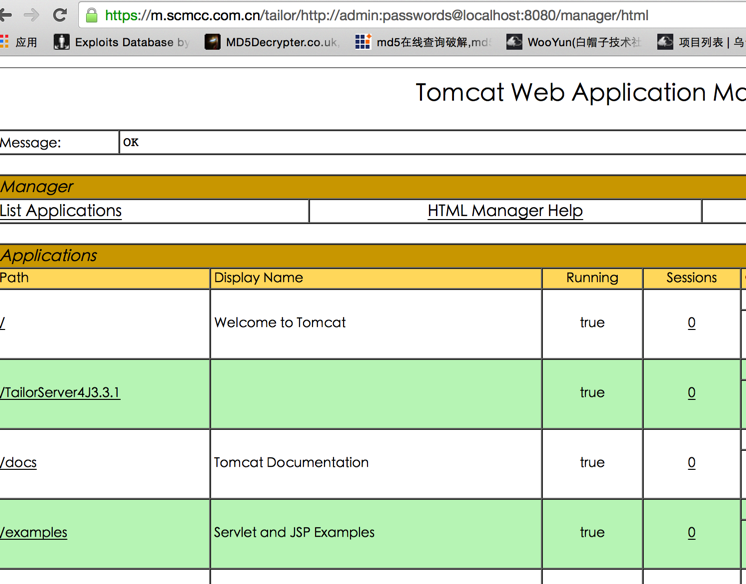 https://m.scmcc.com.cn/tailor/http://admin:passwords@localhost:8080/manager/html
应用 Exploits Database by MD5Decrypter.co.uk, md5在线查询破解,md5 WooYun(白帽子技术社 项目列表 | 乌
Tomcat Web Application Ma
Message: OK
Manager
List Applications HTML Manager Help
Applications
Path Display Name Running Sessions
/ Welcome to Tomcat true 0
/TailorServer4J3.3.1 true 0
/docs Tomcat Documentation true 0
/examples Servlet and JSP Examples true 0